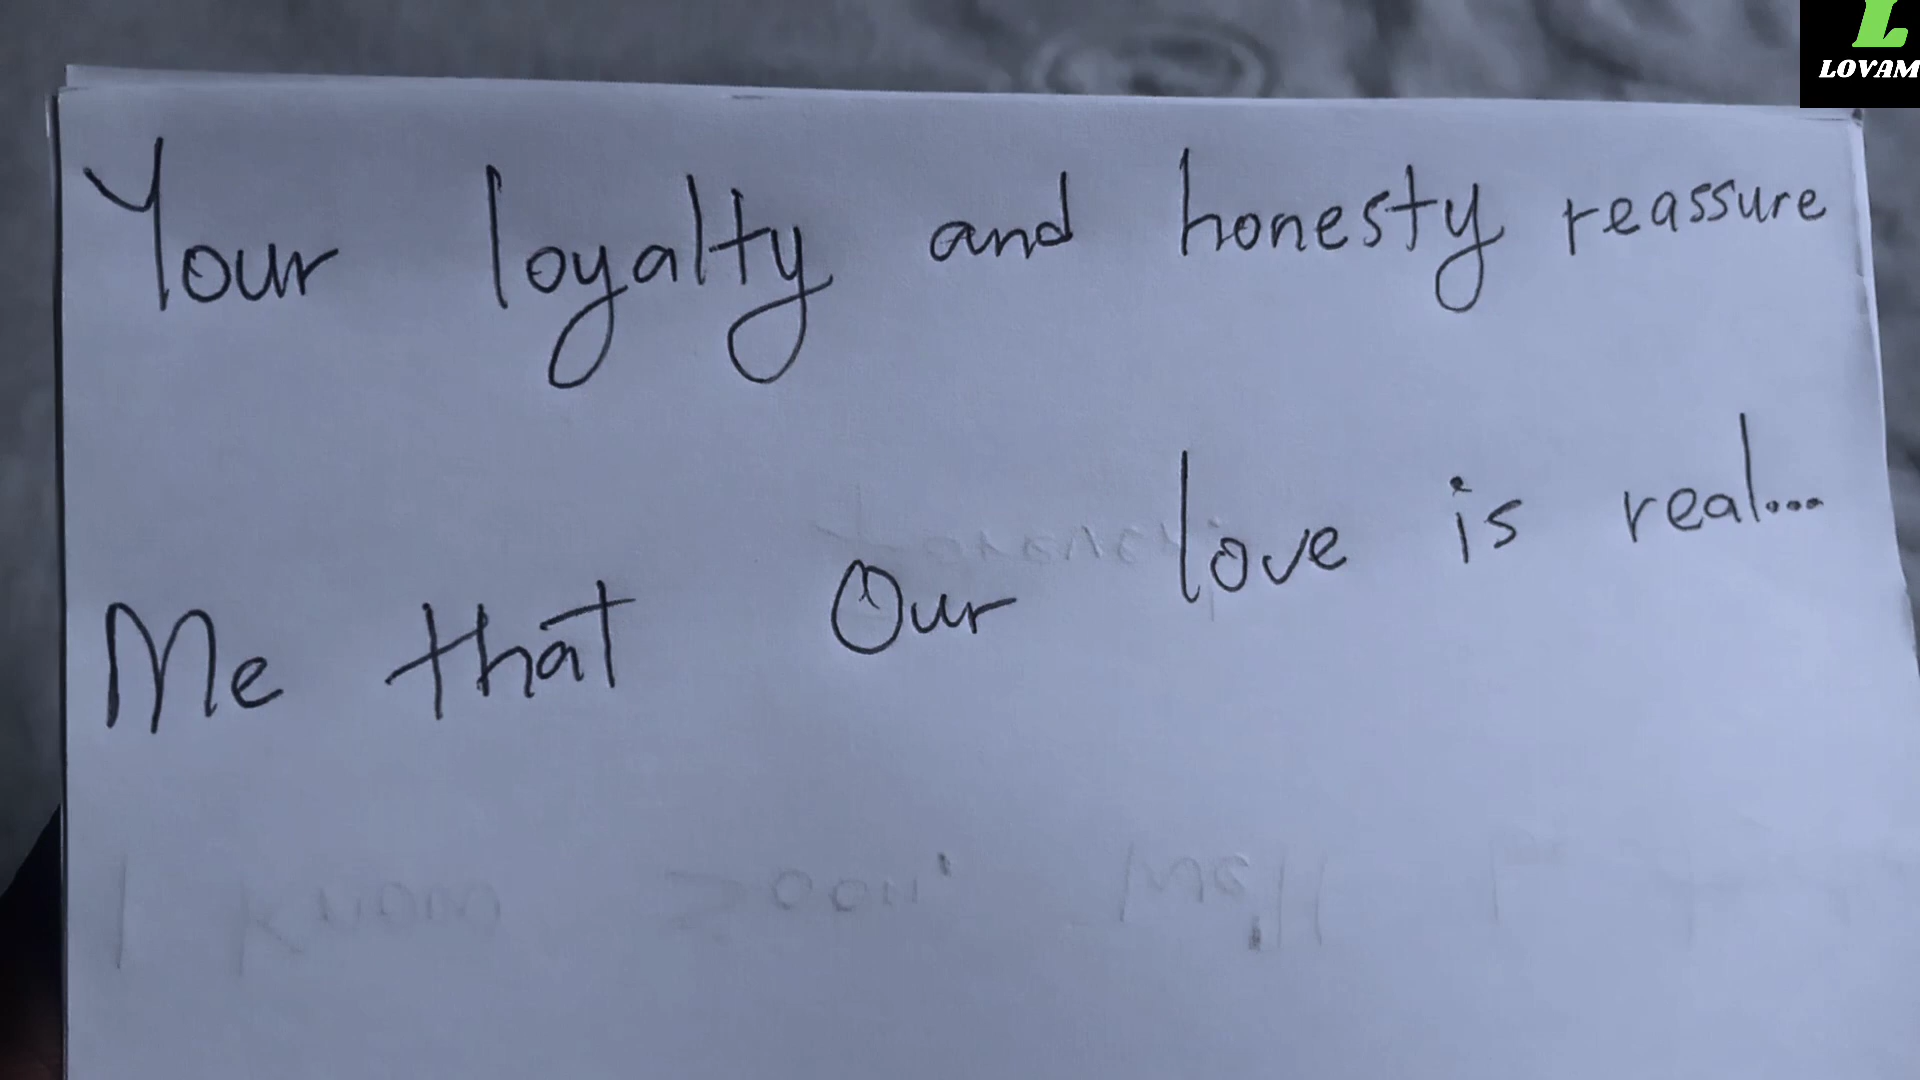 L
LOVAM
Your loyalty and honesty reassure
Me that Our love is real...